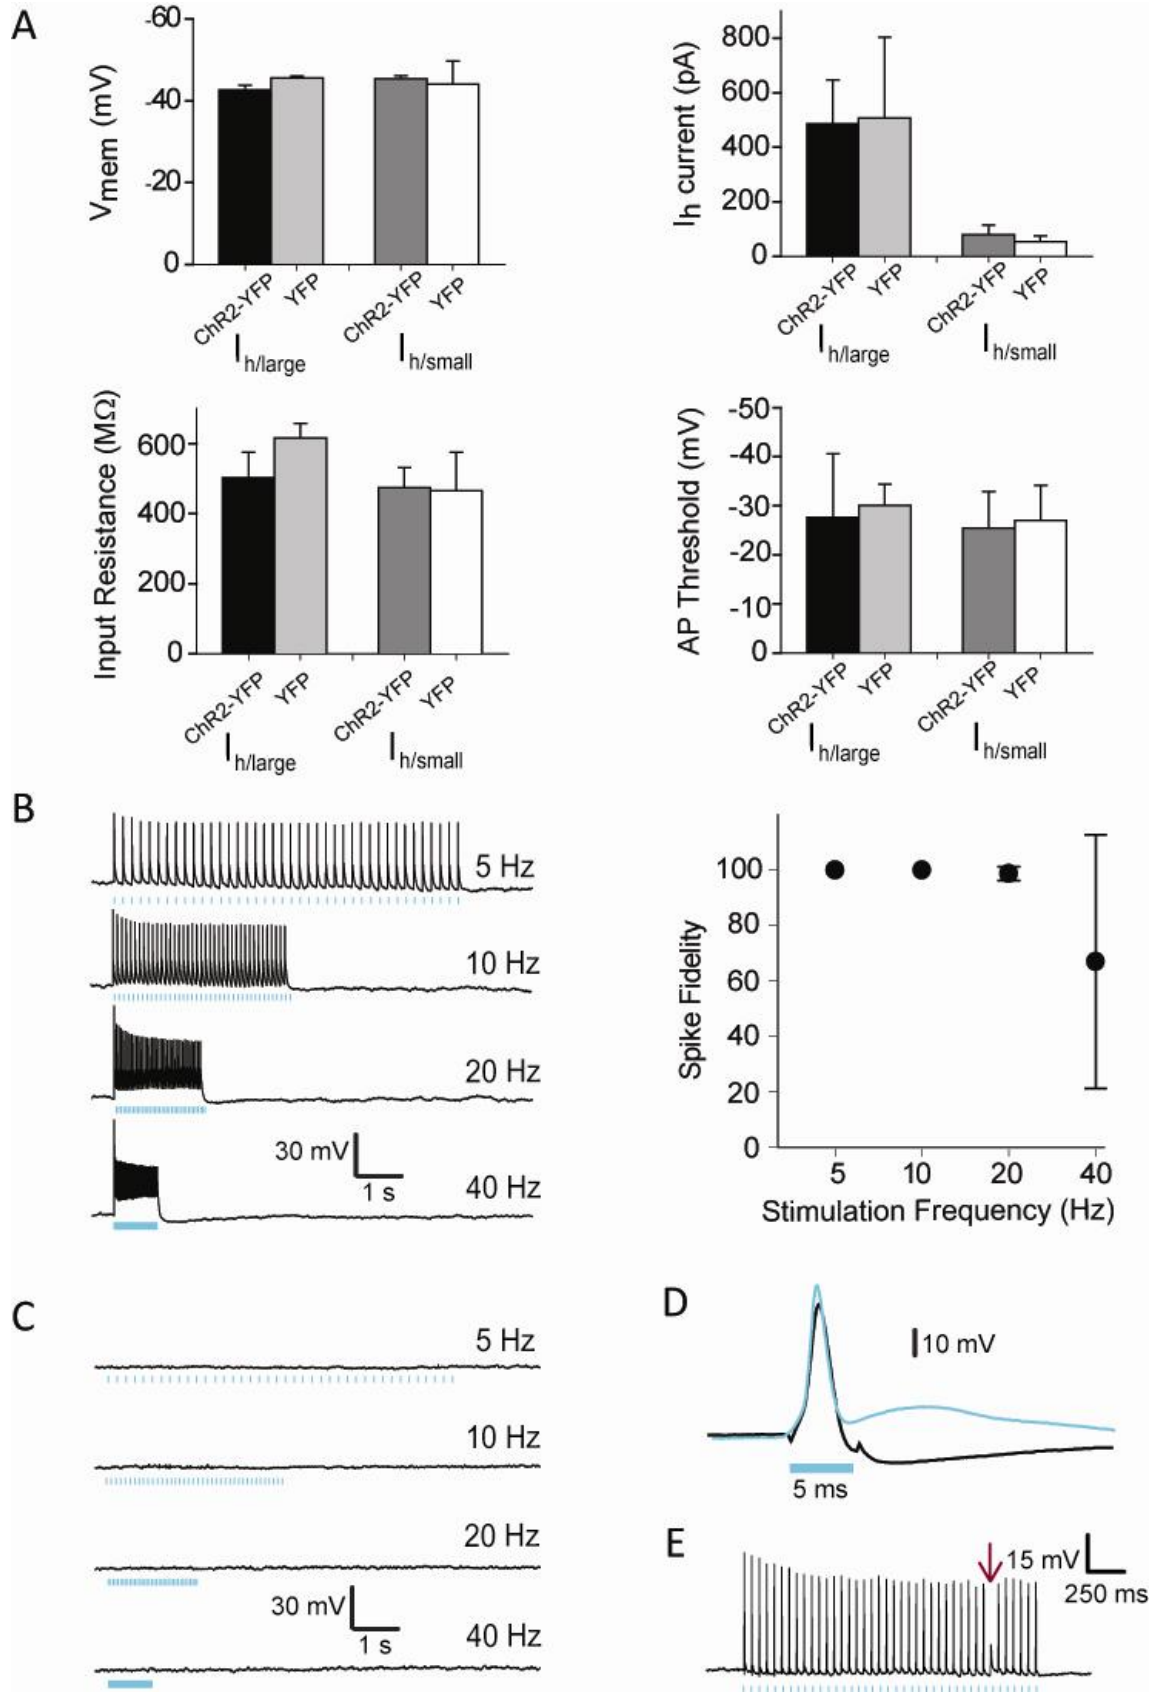 A
Vmem (mV)
-60
-40
-20
0
ChR2-YFP
YFP
ChR2-YFP
YFP
Ih/large
Ih/small
Ih current (pA)
800
600
400
200
0
ChR2-YFP
YFP
ChR2-YFP
YFP
Ih/large
Ih/small
Input Resistance (MΩ)
600
400
200
0
ChR2-YFP
YFP
ChR2-YFP
YFP
Ih/large
Ih/small
AP Threshold (mV)
-50
-40
-30
-20
-10
0
ChR2-YFP
YFP
ChR2-YFP
YFP
Ih/large
Ih/small
B
5 Hz
10 Hz
20 Hz
30 mV
1 s
40 Hz
Spike Fidelity
100
80
60
40
20
0
5 10 20 40
Stimulation Frequency (Hz)
C
5 Hz
10 Hz
20 Hz
30 mV
1 s
40 Hz
D
10 mV
5 ms
E
15 mV
250 ms